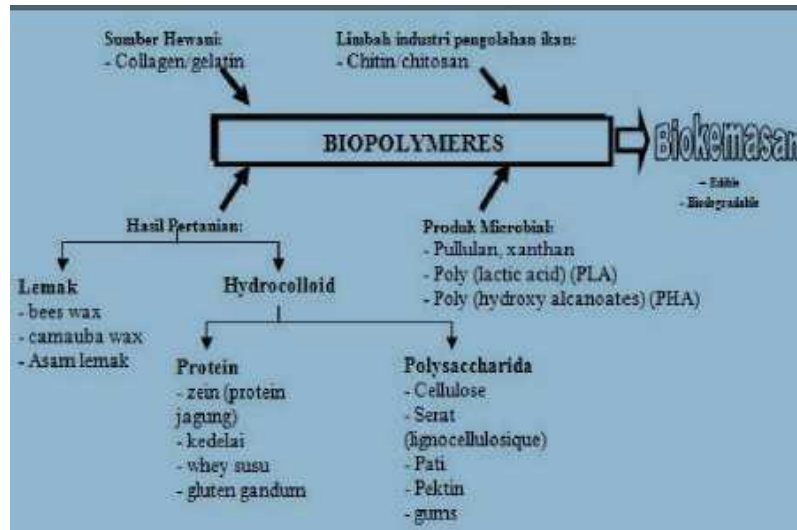 Sumber Hewani:
- Collagen/gelatin
Limbah industri pengolahan ikan:
- Chitin/chitosan
BIOPOLYMERES
Biokemasan
- Edible
- Biodegradable
Hasil Pertanian:
Produk Microbial:
- Pullulan, xanthan
- Poly (lactic acid) (PLA)
- Poly (hydroxy alcanoates) (PHA)
Lemak
- bees wax
- camauba wax
- Asam lemak
Hydrocolloid
Protein
- zein (protein
jagung)
- kedelai
- whey susu
- gluten gandum
Polysaccharida
- Cellulose
- Serat
(lignocellulosique)
- Pati
- Pektin
- gums